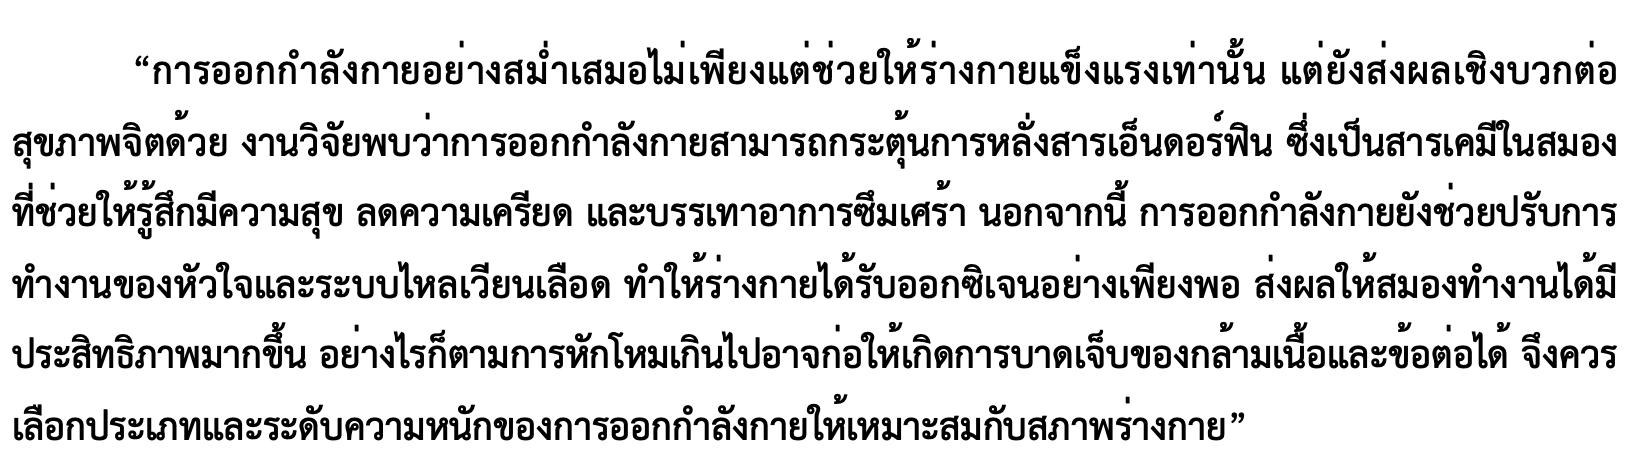 “การออกกำลังกายอย่างสม่ำเสมอไม่เพียงแต่ช่วยให้ร่างกายแข็งแรงเท่านั้น แต่ยังส่งผลเชิงบวกต่อ
สุขภาพจิตด้วย งานวิจัยพบว่าการออกกำลังกายสามารถกระตุ้นการหลั่งสารเอ็นดอร์ฟิน ซึ่งเป็นสารเคมีในสมอง
ที่ช่วยให้รู้สึกมีความสุข ลดความเครียด และบรรเทาอาการซึมเศร้า นอกจากนี้ การออกกำลังกายยังช่วยปรับการ
ทำงานของหัวใจและระบบไหลเวียนเลือด ทำให้ร่างกายได้รับออกซิเจนอย่างเพียงพอ ส่งผลให้สมองทำงานได้มี
ประสิทธิภาพมากขึ้น อย่างไรก็ตามการหักโหมเกินไปอาจก่อให้เกิดการบาดเจ็บของกล้ามเนื้อและข้อต่อได้ จึงควร
เลือกประเภทและระดับความหนักของการออกกำลังกายให้เหมาะสมกับสภาพร่างกาย”